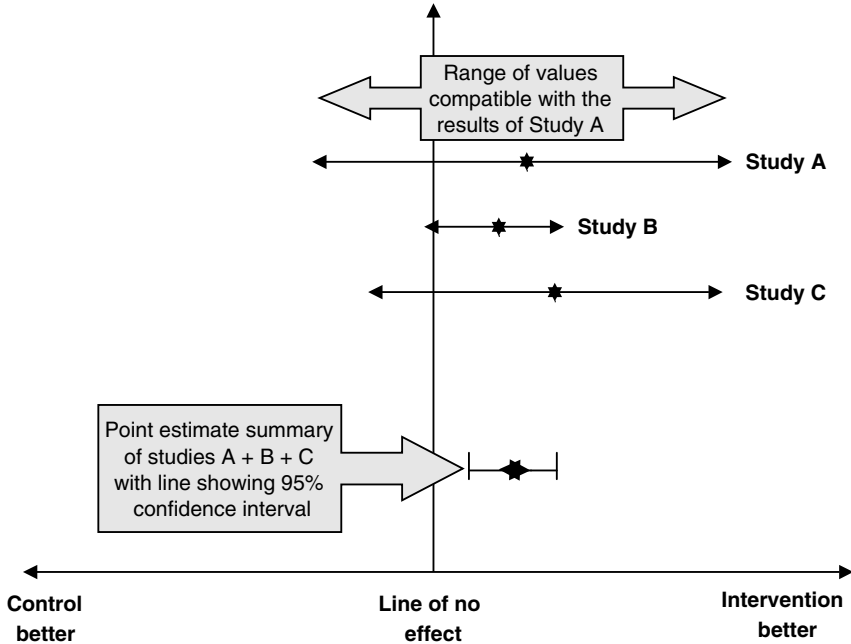 Range of values
compatible with the
results of Study A
Study A
Study B
Study C
Point estimate summary
of studies A + B + C
with line showing 95%
confidence interval
Control
better
Line of no
effect
Intervention
better